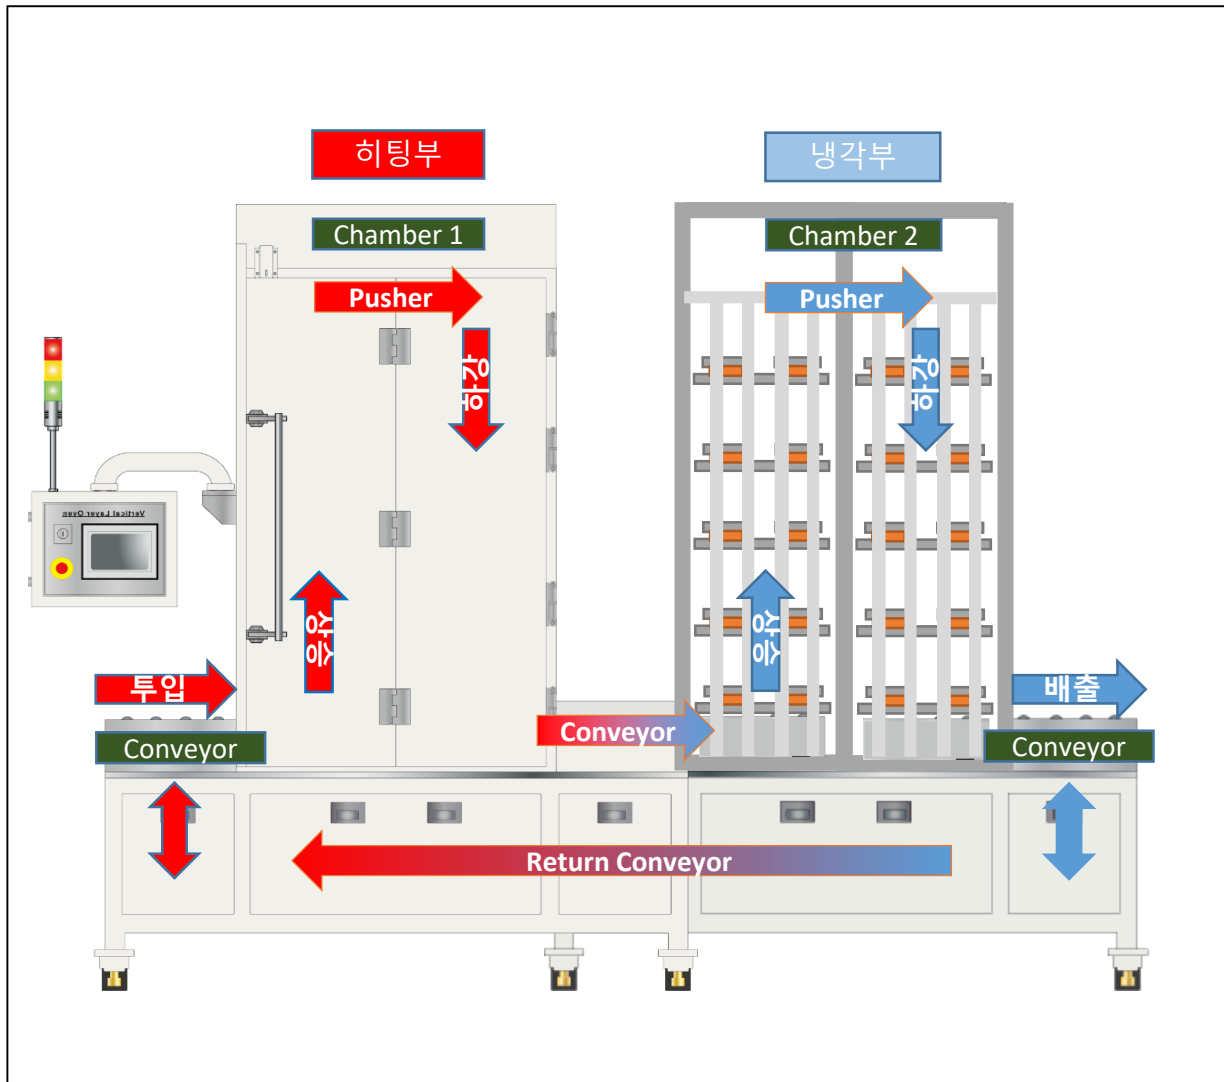 히팅부
냉각부
Chamber 1
Chamber 2
Pusher
Pusher
하강
하강
Vertical Layer Oven
상승
상승
투입
배출
Conveyor
Conveyor
Conveyor
Return Conveyor